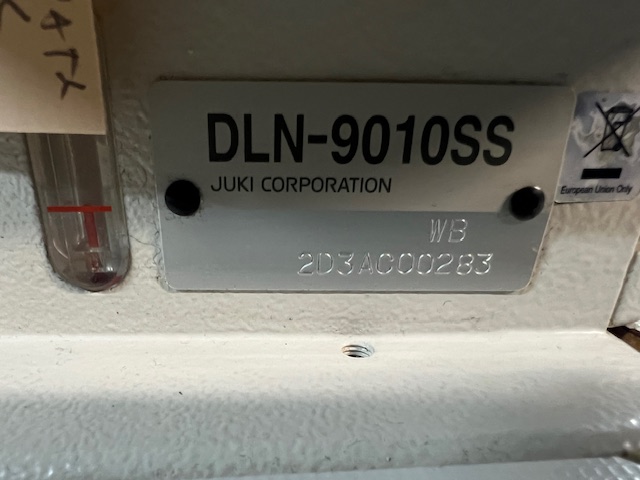 DLN-9010SS
JUKI CORPORATION
WB
2D3AC00283
European Union Only